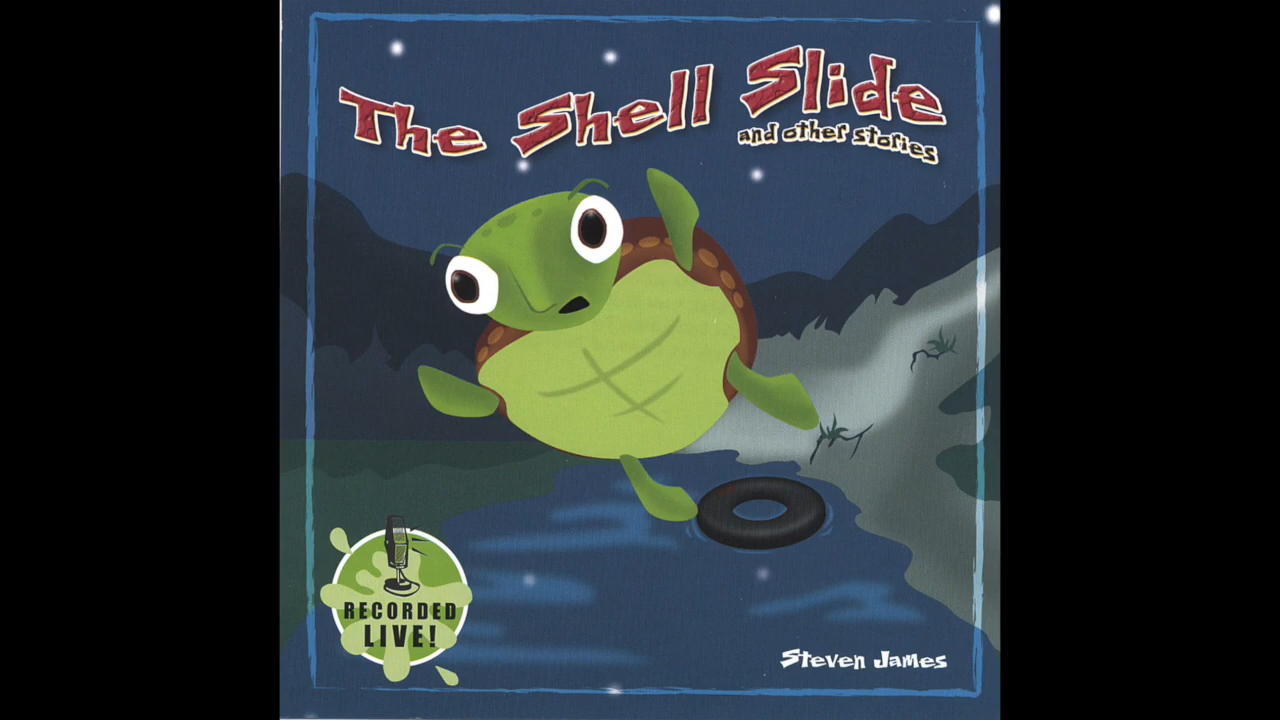 The Shell Slide
and other stories
RECORDED
LIVE!
Steven James